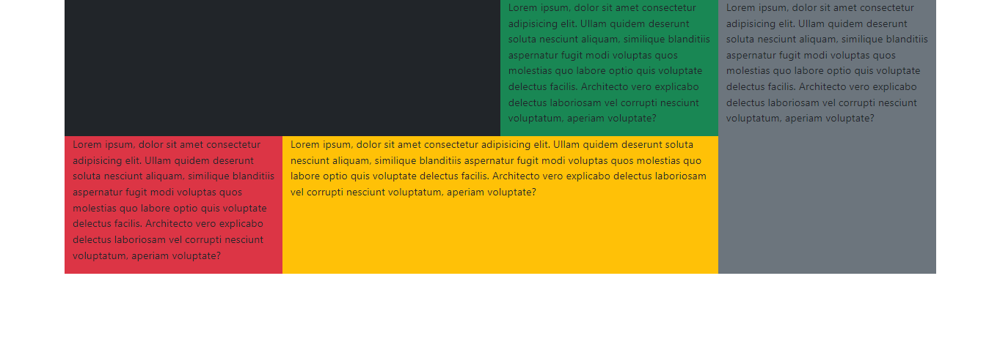 Lorem ipsum, dolor sit amet consectetur
adipisicing elit. Ullam quidem deserunt
soluta nesciunt aliquam, similique blanditiis
aspernatur fugit modi voluptas quos
molestias quo labore optio quis voluptate
delectus facilis. Architecto vero explicabo
delectus laboriosam vel corrupti nesciunt
voluptatum, aperiam voluptate?
Lorem ipsum, dolor sit amet consectetur
adipisicing elit. Ullam quidem deserunt
soluta nesciunt aliquam, similique blanditiis
aspernatur fugit modi voluptas quos
molestias quo labore optio quis voluptate
delectus facilis. Architecto vero explicabo
delectus laboriosam vel corrupti nesciunt
voluptatum, aperiam voluptate?
Lorem ipsum, dolor sit amet consectetur
adipisicing elit. Ullam quidem deserunt
soluta nesciunt aliquam, similique blanditiis
aspernatur fugit modi voluptas quos
molestias quo labore optio quis voluptate
delectus facilis. Architecto vero explicabo
delectus laboriosam vel corrupti nesciunt
voluptatum, aperiam voluptate?
Lorem ipsum, dolor sit amet consectetur adipisicing elit. Ullam quidem deserunt soluta
nesciunt aliquam, similique blanditiis aspernatur fugit modi voluptas quos molestias quo
labore optio quis voluptate delectus facilis. Architecto vero explicabo delectus laboriosam
vel corrupti nesciunt voluptatum, aperiam voluptate?